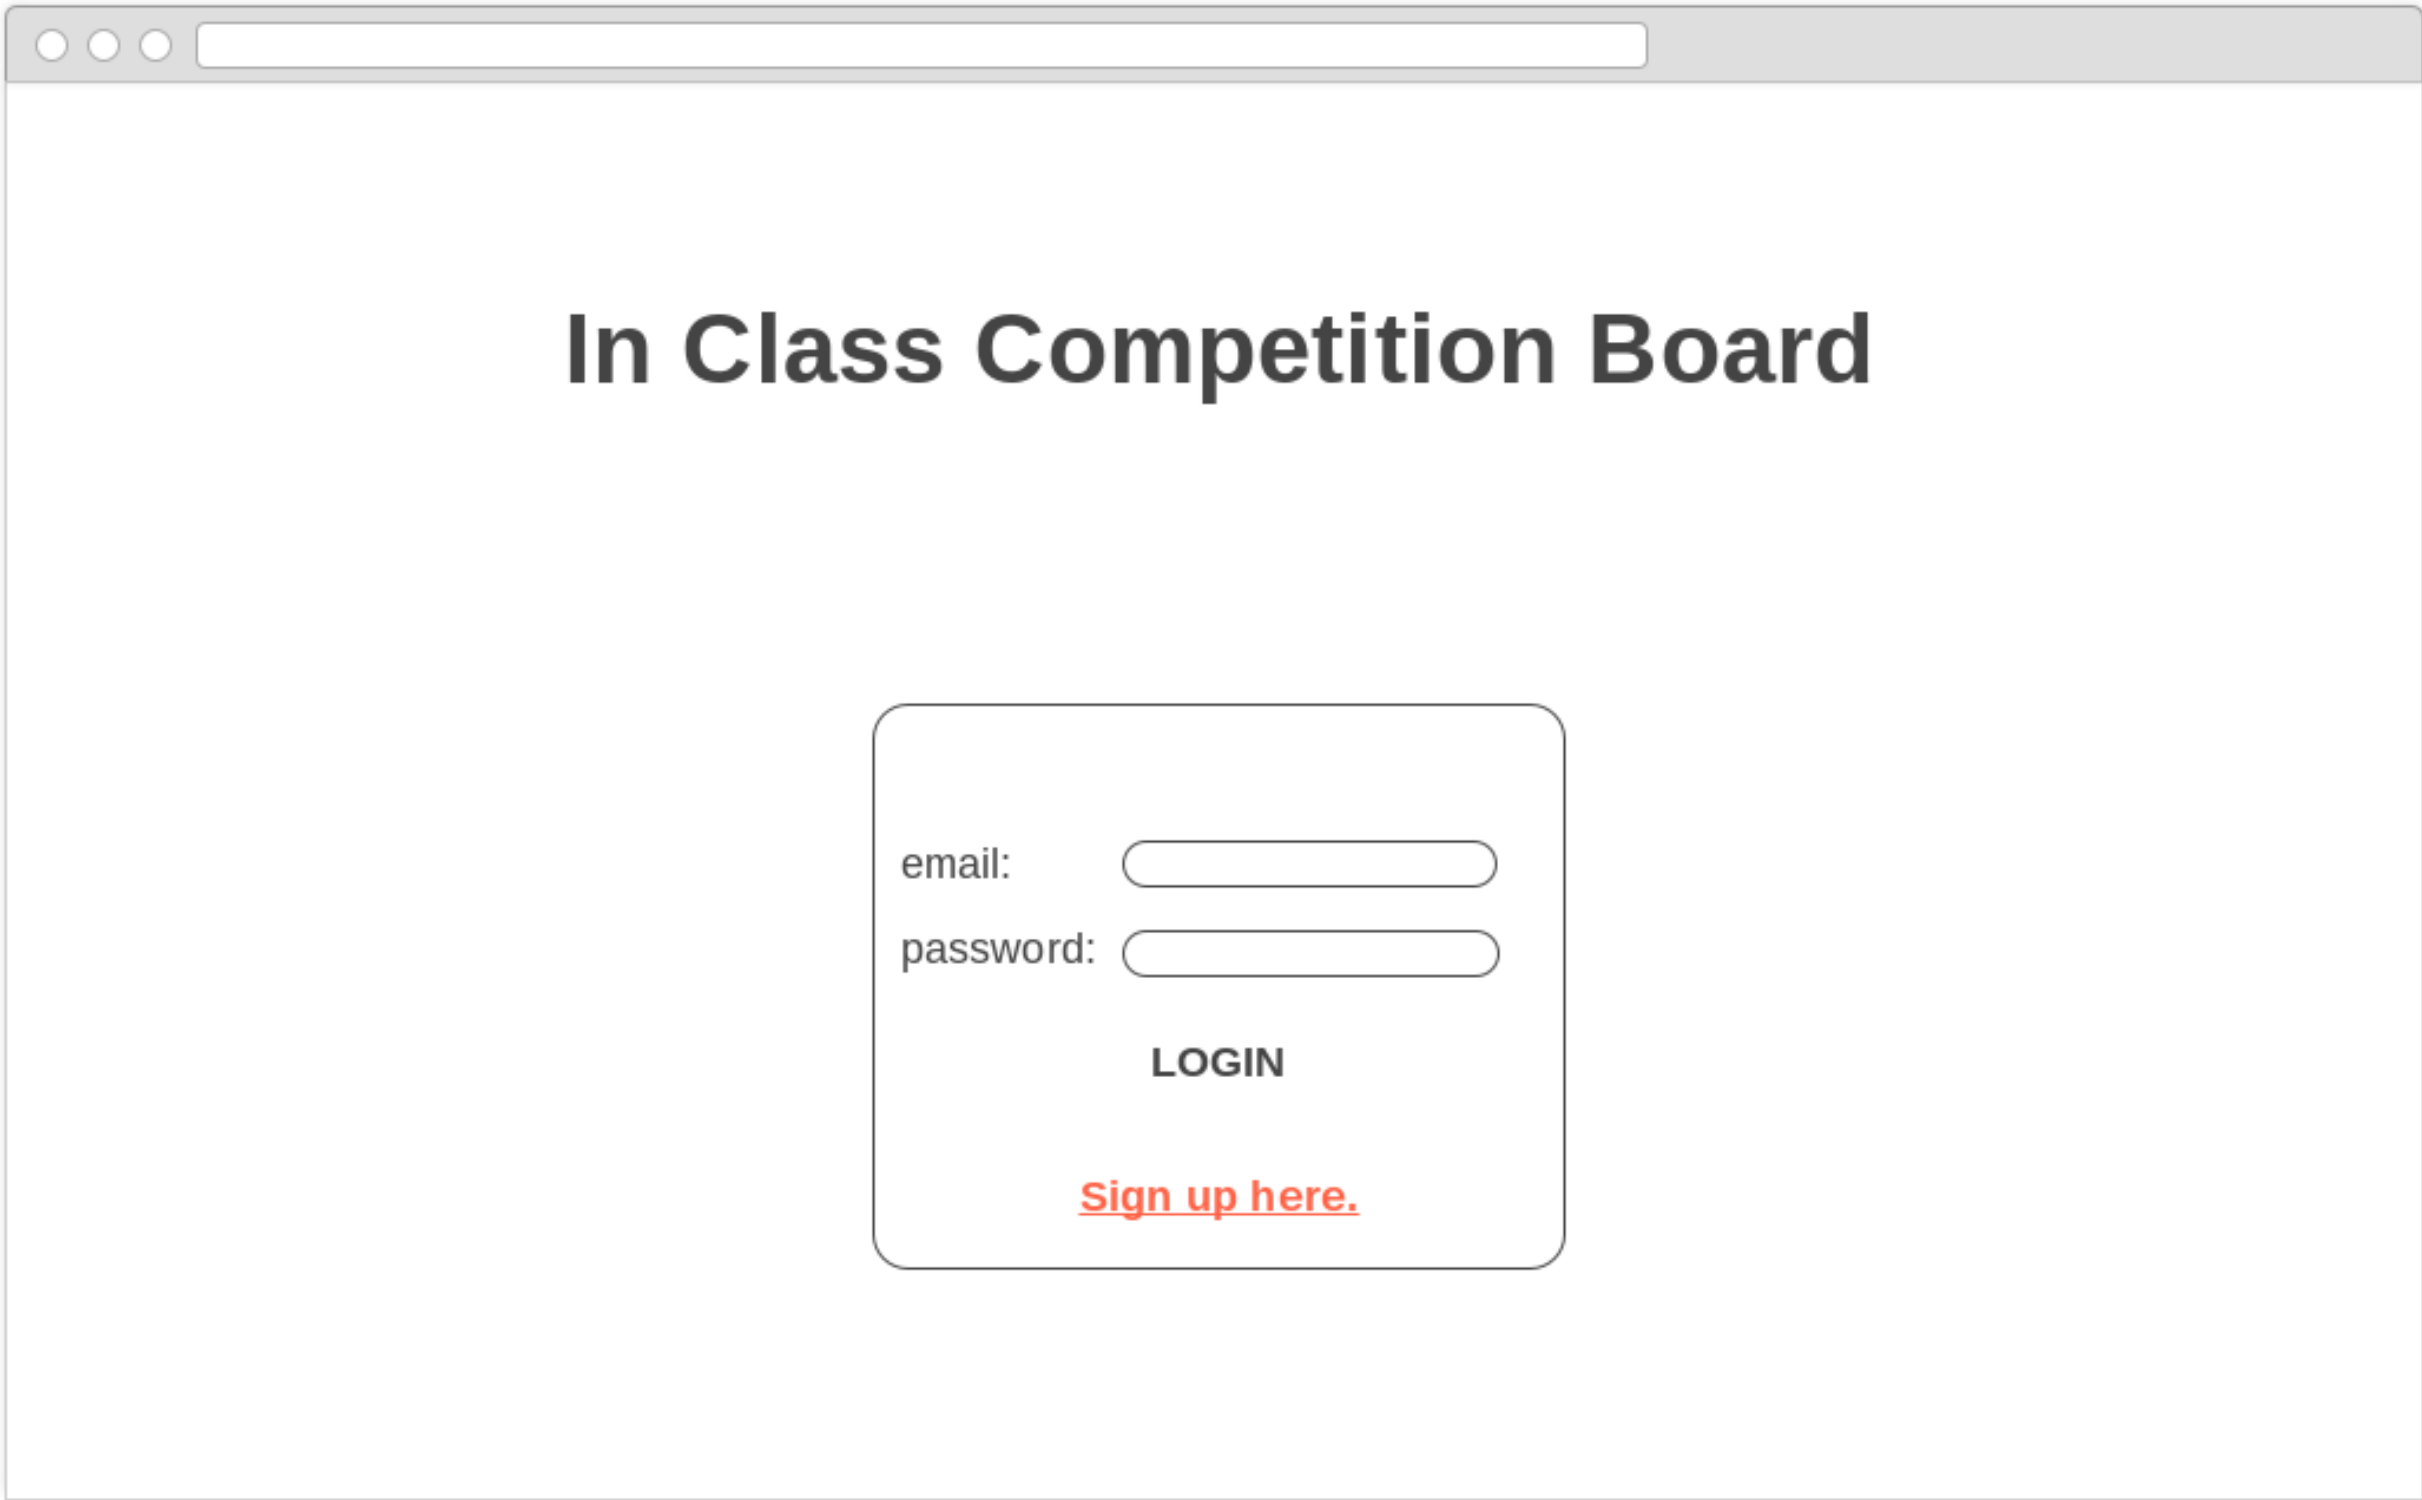 In Class Competition Board
email:
password:
LOGIN
Sign up here.